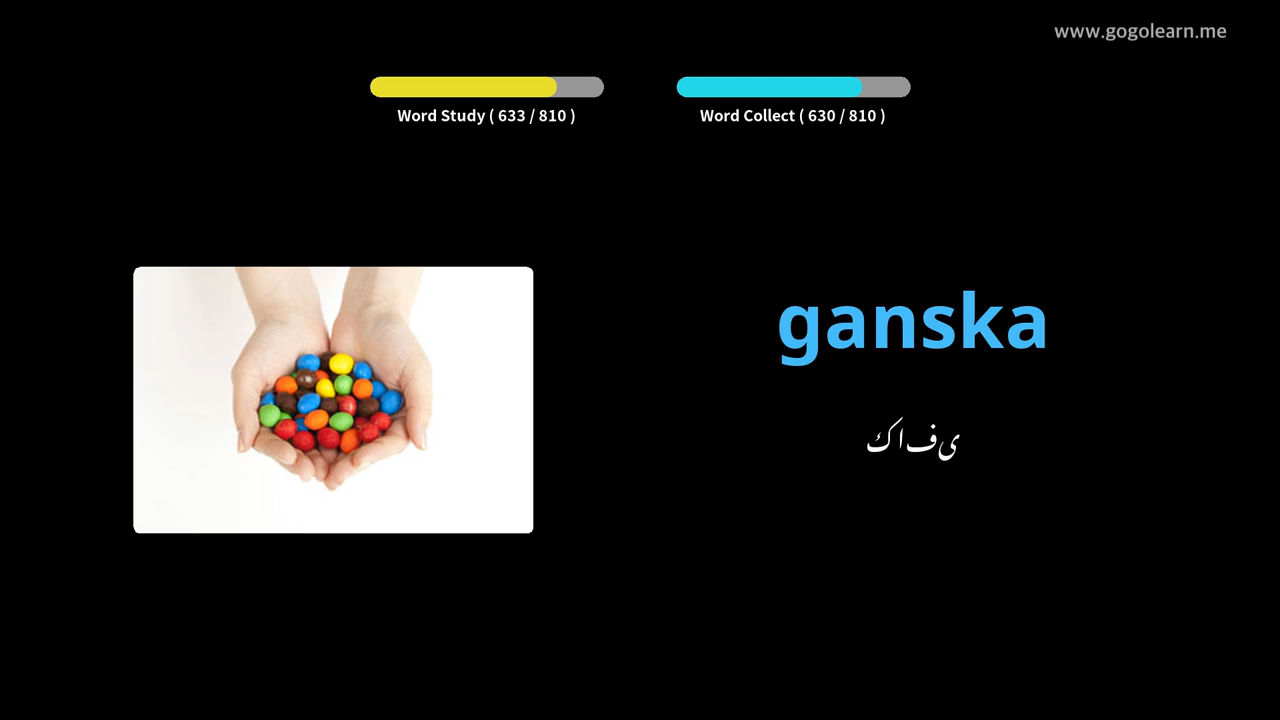 www.gogolearn.me
Word Study ( 633 / 810 )
Word Collect ( 630 / 810 )
ganska
کافی